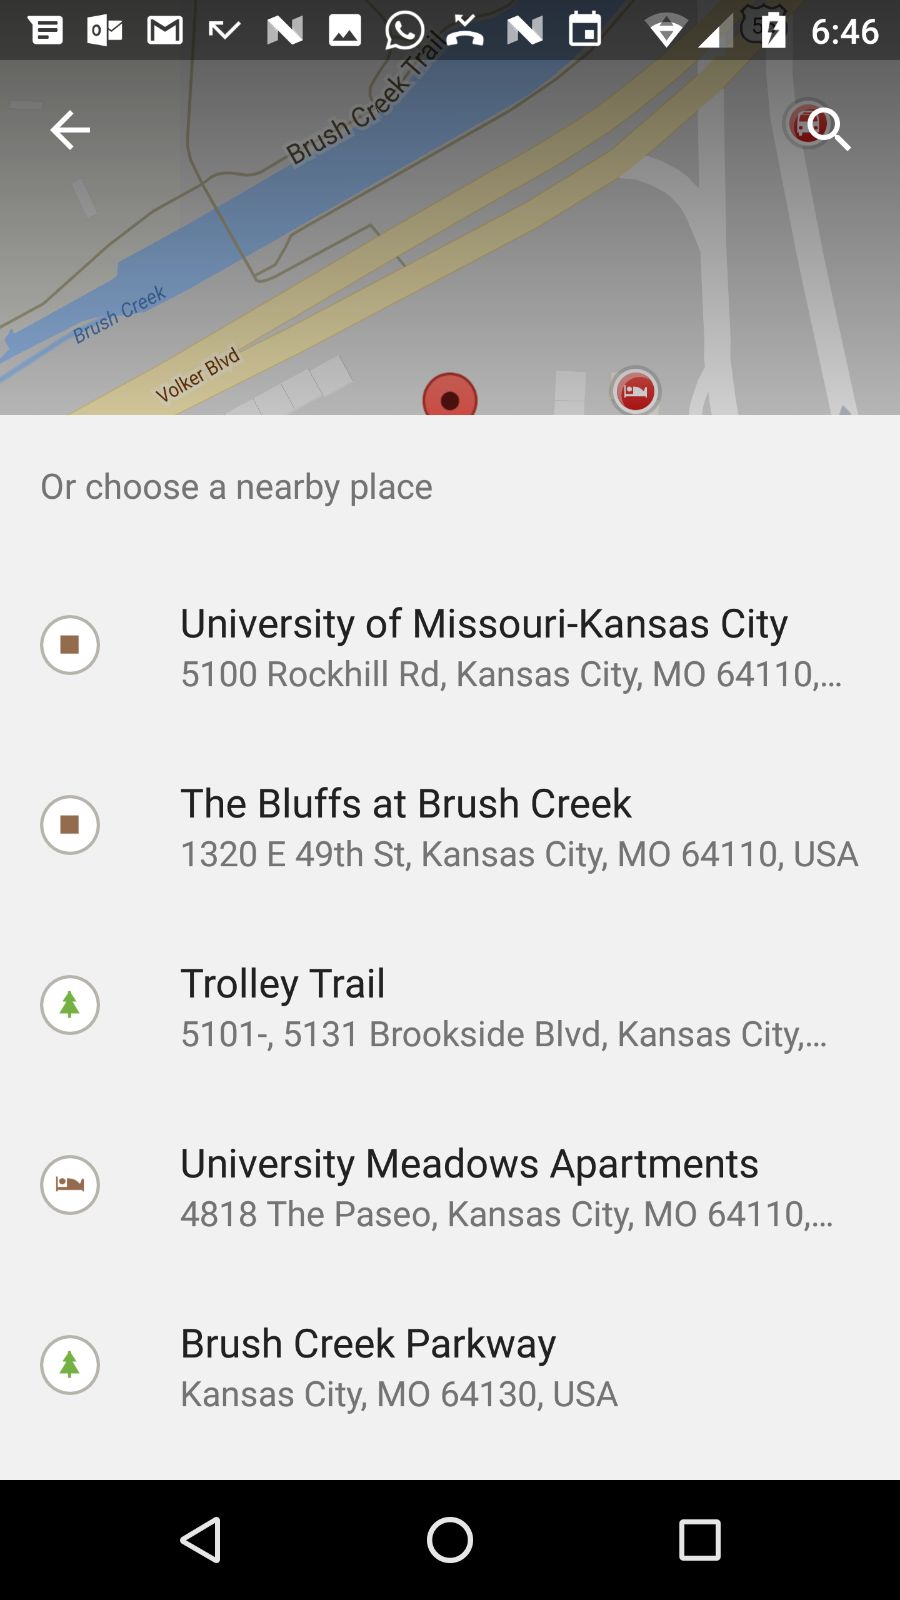 6:46
Brush Creek Trail
Brush Creek
Volker Blvd
Or choose a nearby place
University of Missouri-Kansas City
5100 Rockhill Rd, Kansas City, MO 64110,...
The Bluffs at Brush Creek
1320 E 49th St, Kansas City, MO 64110, USA
Trolley Trail
5101-, 5131 Brookside Blvd, Kansas City,...
University Meadows Apartments
4818 The Paseo, Kansas City, MO 64110,...
Brush Creek Parkway
Kansas City, MO 64130, USA